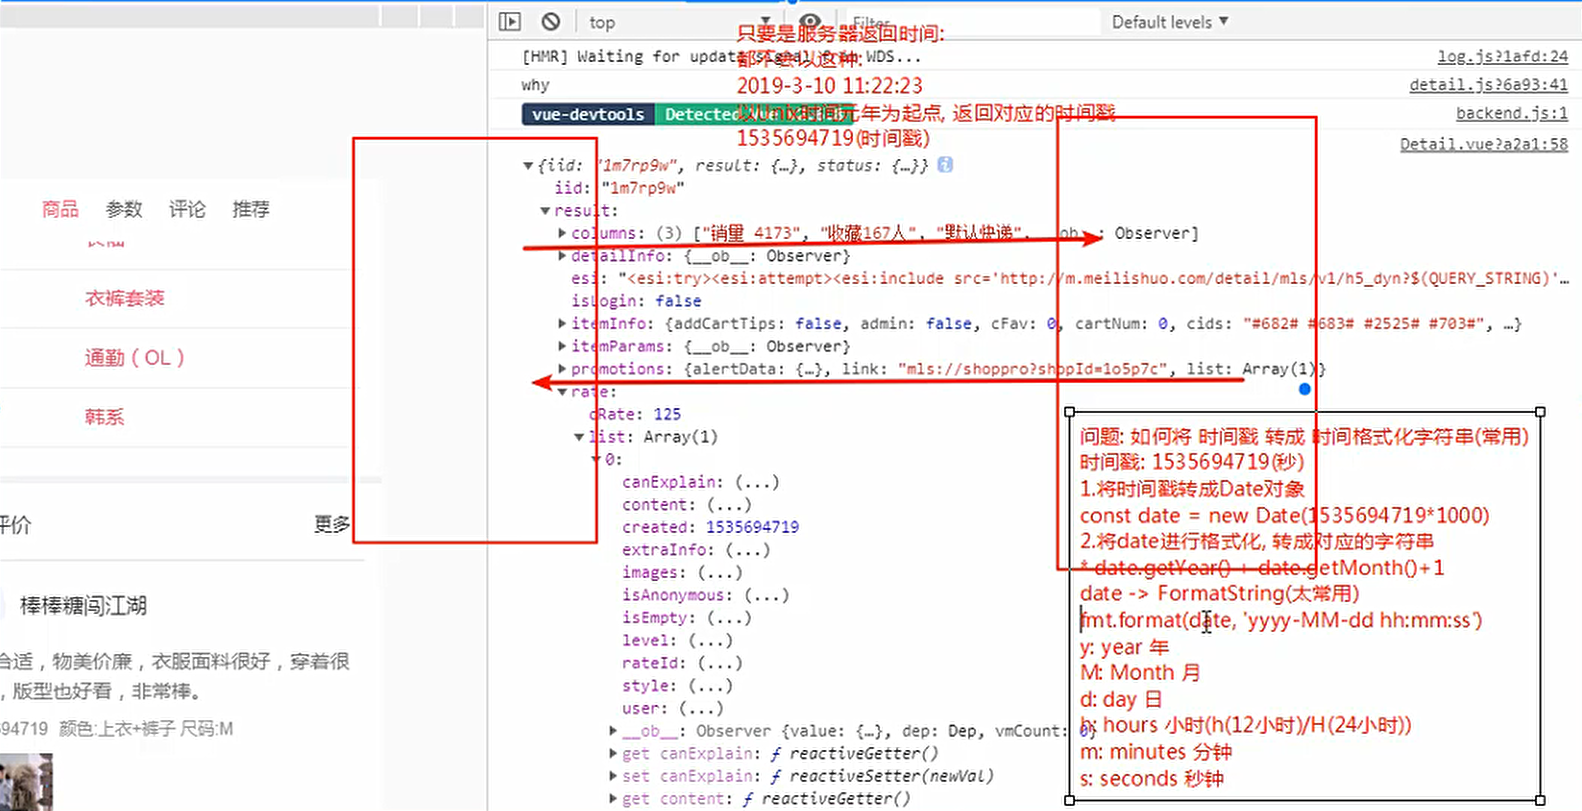 top
Filter
Default levels ▼
只要是服务器返回时间:
[HMR] Waiting for update signal from WDS...
log.js?1afd:24
都不会以这种:
why
2019-3-10 11:22:23
detail.js?6a93:41
vue-devtools
Detected
以Unix时间元年为起点, 返回对应的时间戳
backend.js:1
1535694719(时间戳)
Detail.vue?a2a1:58
▼{iid: "1m7rp9w", result: {…}, status: {…}}
iid: "1m7rp9w"
▼result:
▶columns: (3) ["销量 4173", "收藏167人", "默认快递", __ob__: Observer]
▶detailInfo: {__ob__: Observer}
esi: "<esi:try><esi:attempt><esi:include src='http://m.meilishuo.com/detail/mls/v1/h5_dyn?$(QUERY_STRING)'…
isLogin: false
▶itemInfo: {addCartTips: false, admin: false, cFav: 0, cartNum: 0, cids: "#682# #683# #2525# #703#", …}
▶itemParams: {__ob__: Observer}
▶promotions: {alertData: {…}, link: "mls://shoppro?shopId=1o5p7c", list: Array(1)}
▼rate:
cRate: 125
▼list: Array(1)
▼0:
canExplain: (...)
content: (...)
created: 1535694719
extraInfo: (...)
images: (...)
isAnonymous: (...)
isEmpty: (...)
level: (...)
rateId: (...)
style: (...)
user: (...)
▶__ob__: Observer {value: {…}, dep: Dep, vmCount: 0}
▶get canExplain: ƒ reactiveGetter()
▶set canExplain: ƒ reactiveSetter(newVal)
▶get content: ƒ reactiveGetter()
商品 参数 评论 推荐
衣裤套装
通勤（OL）
韩系
评价
更多
棒棒糖闯江湖
合适，物美价廉，衣服面料很好，穿着很
，版型也好看，非常棒。
694719 颜色:上衣+裤子 尺码:M
问题: 如何将 时间戳 转成 时间格式化字符串(常用)
时间戳: 1535694719(秒)
1.将时间戳转成Date对象
const date = new Date(1535694719*1000)
2.将date进行格式化, 转成对应的字符串
* date.getYear() + date.getMonth()+1
date -> FormatString(太常用)
fmt.format(date, 'yyyy-MM-dd hh:mm:ss')
y: year 年
M: Month 月
d: day 日
h: hours 小时(h(12小时)/H(24小时))
m: minutes 分钟
s: seconds 秒钟